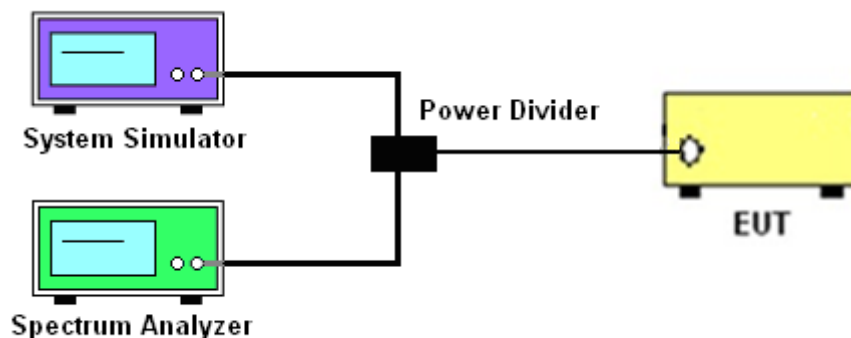 System Simulator
Power Divider
EUT
Spectrum Analyzer